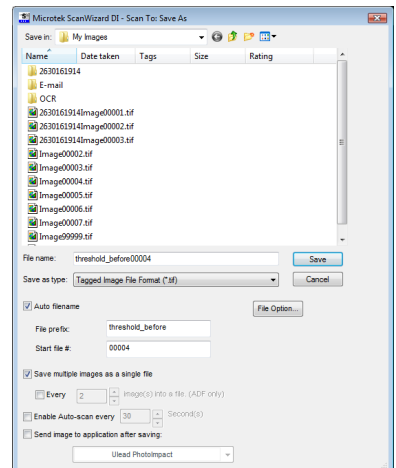 Microtek ScanWizard DI - Scan To: Save As
Save in: My Images
Name Date taken Tags Size Rating
2630161914
E-mail
OCR
2630161914Image00001.tif
2630161914Image00002.tif
2630161914Image00003.tif
Image00002.tif
Image00003.tif
Image00004.tif
Image00005.tif
Image00006.tif
Image00007.tif
Image99999.tif
File name: threshold_before00004 Save
Save as type: Tagged Image File Format (*.tif) Cancel
Auto filename File Option...
File prefix: threshold_before
Start file #: 00004
Save multiple images as a single file
Every 2 image(s) into a file. (ADF only)
Enable Auto-scan every 30 Second(s)
Send image to application after saving:
Ulead PhotoImpact